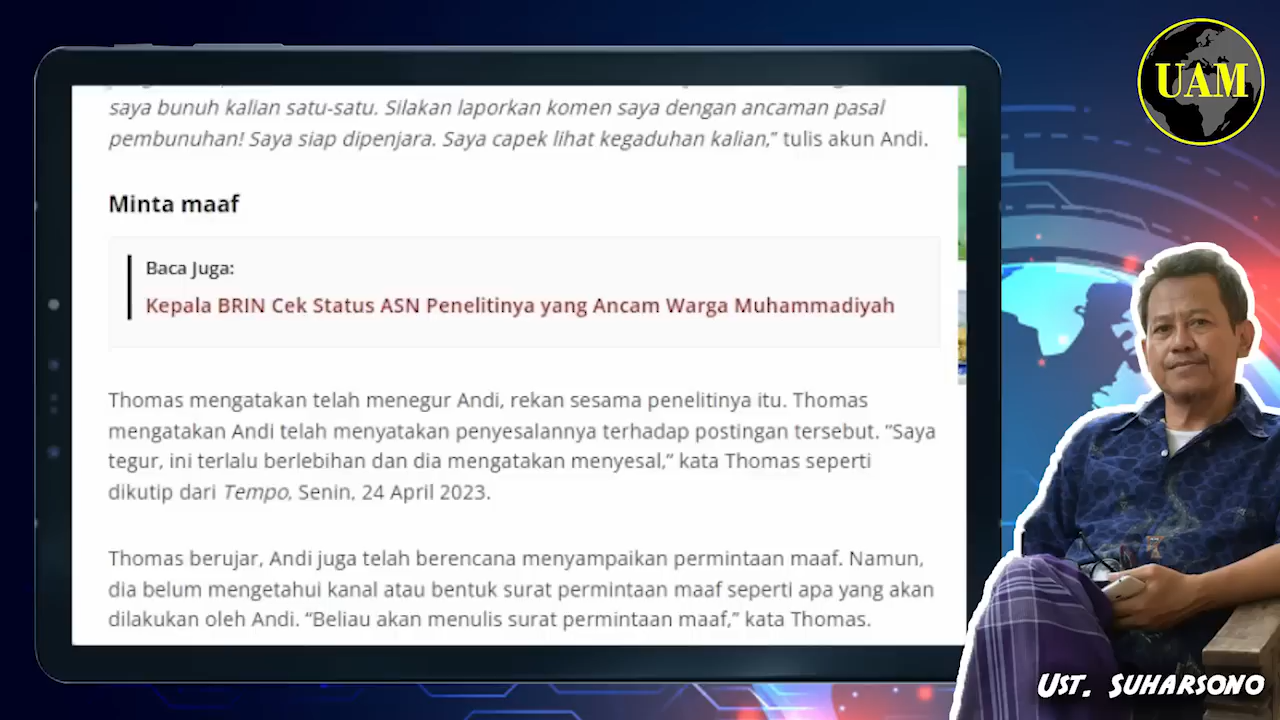 saya bunuh kalian satu-satu. Silakan laporkan komen saya dengan ancaman pasal
pembunuhan! Saya siap dipenjara. Saya capek lihat kegaduhan kalian,” tulis akun Andi.
Minta maaf
Baca Juga:
Kepala BRIN Cek Status ASN Penelitinya yang Ancam Warga Muhammadiyah
Thomas mengatakan telah menegur Andi, rekan sesama penelitinya itu. Thomas
mengatakan Andi telah menyatakan penyesalannya terhadap postingan tersebut. “Saya
tegur, ini terlalu berlebihan dan dia mengatakan menyesal,” kata Thomas seperti
dikutip dari Tempo, Senin, 24 April 2023.
Thomas berujar, Andi juga telah berencana menyampaikan permintaan maaf. Namun,
dia belum mengetahui kanal atau bentuk surat permintaan maaf seperti apa yang akan
dilakukan oleh Andi. “Beliau akan menulis surat permintaan maaf,” kata Thomas.
UAM
Ust. Suharsono